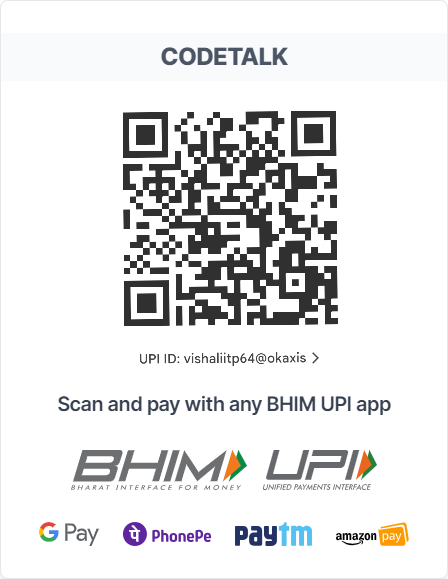 CODETALK
UPI ID: vishaliitp64@okaxis >
Scan and pay with any BHIM UPI app
BHIM UPI
BHARAT INTERFACE FOR MONEY UNIFIED PAYMENTS INTERFACE
G Pay पे PhonePe paytm amazon pay